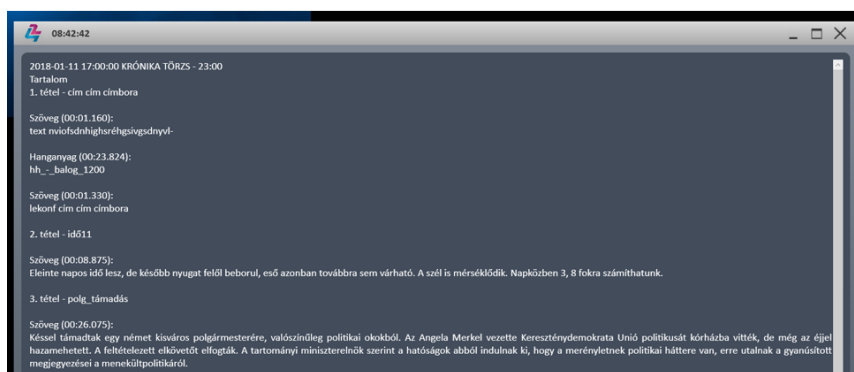 08:42:42
2018-01-11 17:00:00 KRÓNIKA TÖRZS - 23:00
Tartalom
1. tétel - cím cím címbora
Szöveg (00:01.160):
text nviofsdnhighsréhgsivgsdnyvl-
Hanganyag (00:23.824):
hh_-_balog_1200
Szöveg (00:01.330):
lekonf cím cím címbora
2. tétel - idő11
Szöveg (00:08.875):
Eleinte napos idő lesz, de később nyugat felől beborul, eső azonban továbbra sem várható. A szél is mérséklődik. Napközben 3, 8 fokra számíthatunk.
3. tétel - polg_támadás
Szöveg (00:26.075):
Késsel támadtak egy német kisváros polgármesterére, valószínűleg politikai okokból. Az Angela Merkel vezette Kereszténydemokrata Unió politikusát kórházba vitték, de még az éjjel
hazamehetett. A feltételezett elkövetőt elfogták. A tartományi miniszterelnök szerint a hatóságok abból indulnak ki, hogy a merényletnek politikai háttere van, erre utalnak a gyanúsított
megjegyezései a menekültpolitikáról.